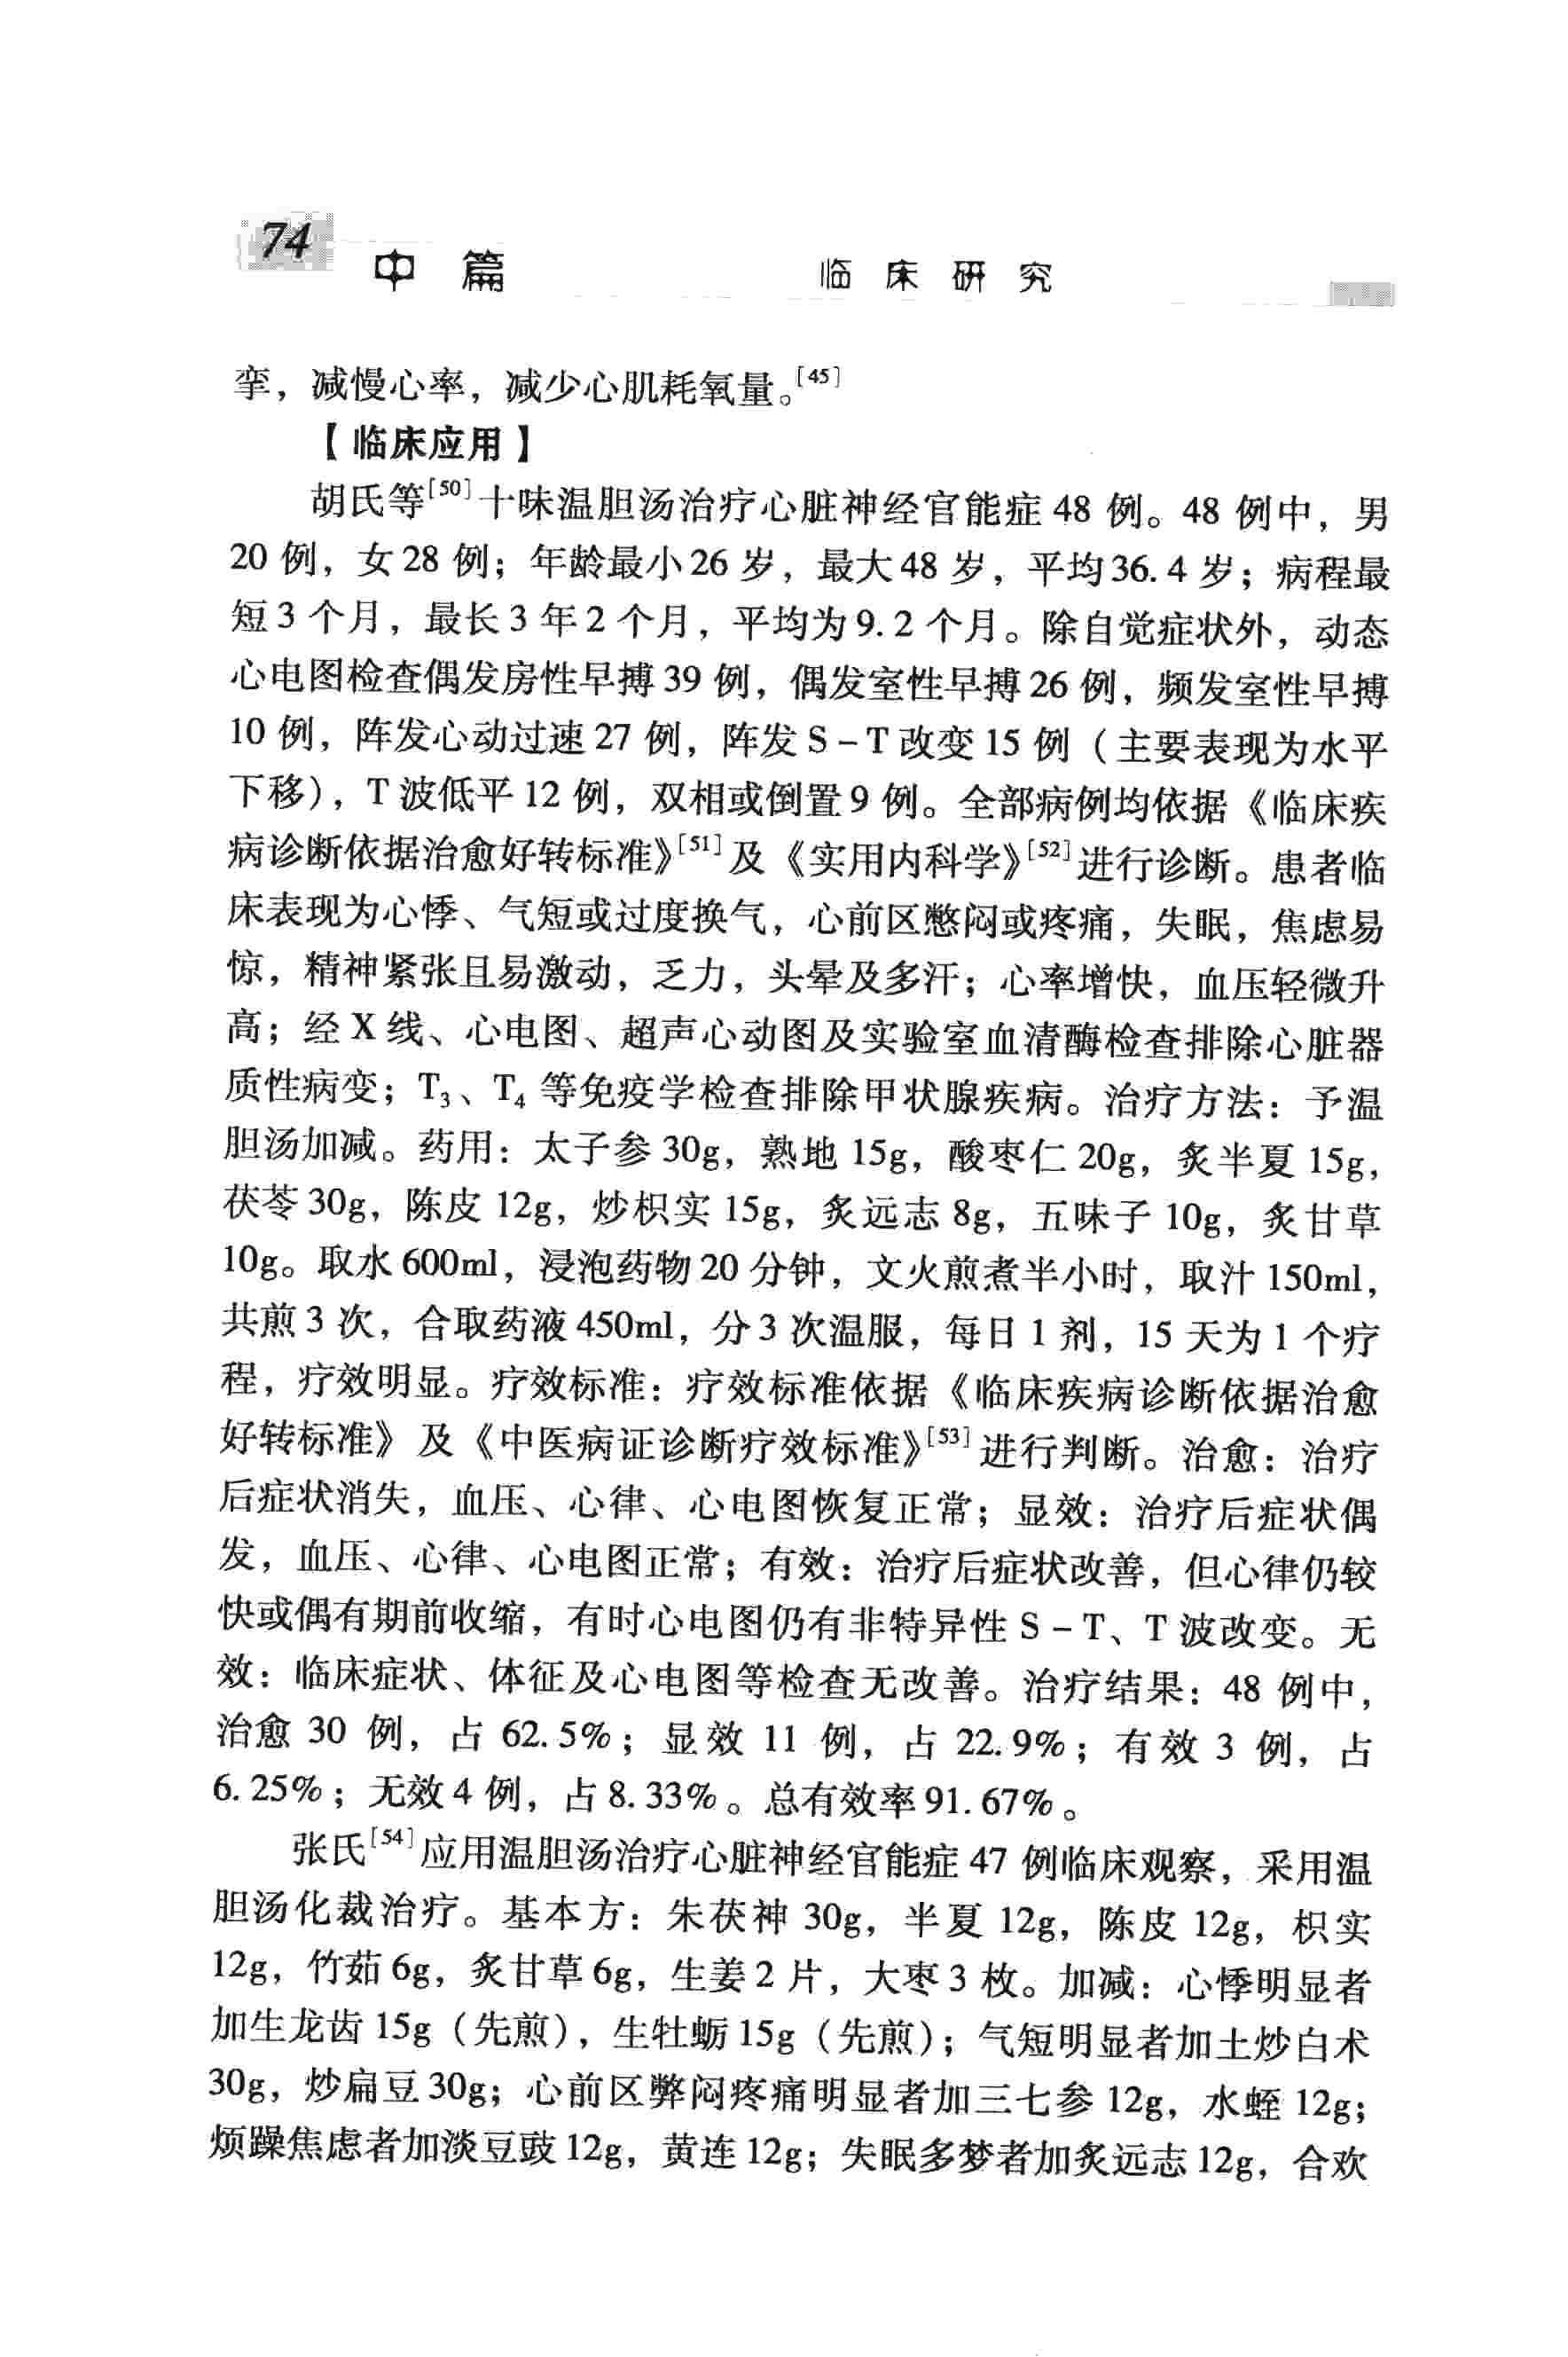 74
中 篇 临 床 研 究
挛，减慢心率，减少心肌耗氧量。[45]
【临床应用】
胡氏等[50]十味温胆汤治疗心脏神经官能症 48 例。48 例中，男
20 例，女 28 例；年龄最小 26 岁，最大 48 岁，平均 36.4 岁；病程最
短 3 个月，最长 3 年 2 个月，平均为 9.2 个月。除自觉症状外，动态
心电图检查偶发房性早搏 39 例，偶发室性早搏 26 例，频发室性早搏
10 例，阵发心动过速 27 例，阵发 S－T 改变 15 例（主要表现为水平
下移），T 波低平 12 例，双相或倒置 9 例。全部病例均依据《临床疾
病诊断依据治愈好转标准》[51]及《实用内科学》[52]进行诊断。患者临
床表现为心悸、气短或过度换气，心前区憋闷或疼痛，失眠，焦虑易
惊，精神紧张且易激动，乏力，头晕及多汗；心率增快，血压轻微升
高；经 X 线、心电图、超声心动图及实验室血清酶检查排除心脏器
质性病变；T₃、T₄ 等免疫学检查排除甲状腺疾病。治疗方法：予温
胆汤加减。药用：太子参 30g，熟地 15g，酸枣仁 20g，炙半夏 15g，
茯苓 30g，陈皮 12g，炒枳实 15g，炙远志 8g，五味子 10g，炙甘草
10g。取水 600ml，浸泡药物 20 分钟，文火煎煮半小时，取汁 150ml，
共煎 3 次，合取药液 450ml，分 3 次温服，每日 1 剂，15 天为 1 个疗
程，疗效明显。疗效标准：疗效标准依据《临床疾病诊断依据治愈
好转标准》及《中医病证诊断疗效标准》[53]进行判断。治愈：治疗
后症状消失，血压、心律、心电图恢复正常；显效：治疗后症状偶
发，血压、心律、心电图正常；有效：治疗后症状改善，但心律仍较
快或偶有期前收缩，有时心电图仍有非特异性 S－T、T 波改变。无
效：临床症状、体征及心电图等检查无改善。治疗结果：48 例中，
治愈 30 例，占 62.5%；显效 11 例，占 22.9%；有效 3 例，占
6.25%；无效 4 例，占 8.33%。总有效率 91.67%。
张氏[54]应用温胆汤治疗心脏神经官能症 47 例临床观察，采用温
胆汤化裁治疗。基本方：朱茯神 30g，半夏 12g，陈皮 12g，枳实
12g，竹茹 6g，炙甘草 6g，生姜 2 片，大枣 3 枚。加减：心悸明显者
加生龙齿 15g（先煎），生牡蛎 15g（先煎）；气短明显者加土炒白术
30g，炒扁豆 30g；心前区弊闷疼痛明显者加三七参 12g，水蛭 12g；
烦躁焦虑者加淡豆豉 12g，黄连 12g；失眠多梦者加炙远志 12g，合欢